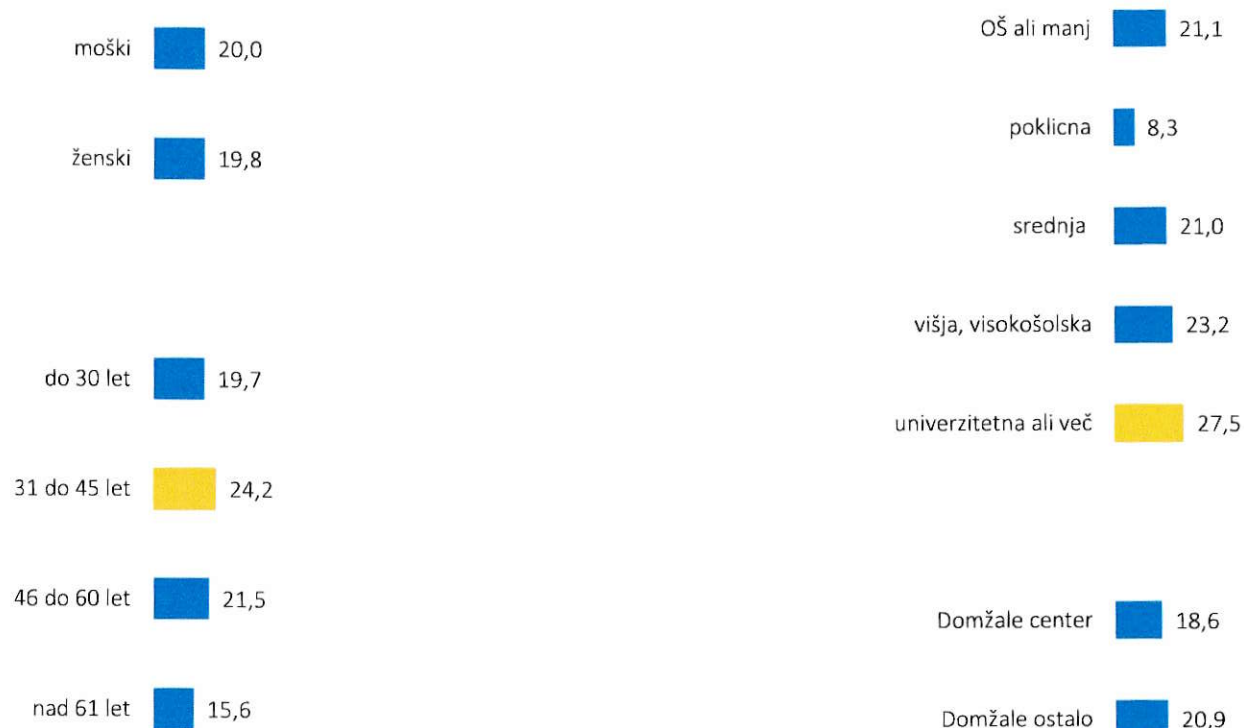 moški 20,0
ženski 19,8
do 30 let 19,7
31 do 45 let 24,2
46 do 60 let 21,5
nad 61 let 15,6
OŠ ali manj 21,1
poklicna 8,3
srednja 21,0
višja, visokošolska 23,2
univerzitetna ali več 27,5
Domžale center 18,6
Domžale ostalo 20,9